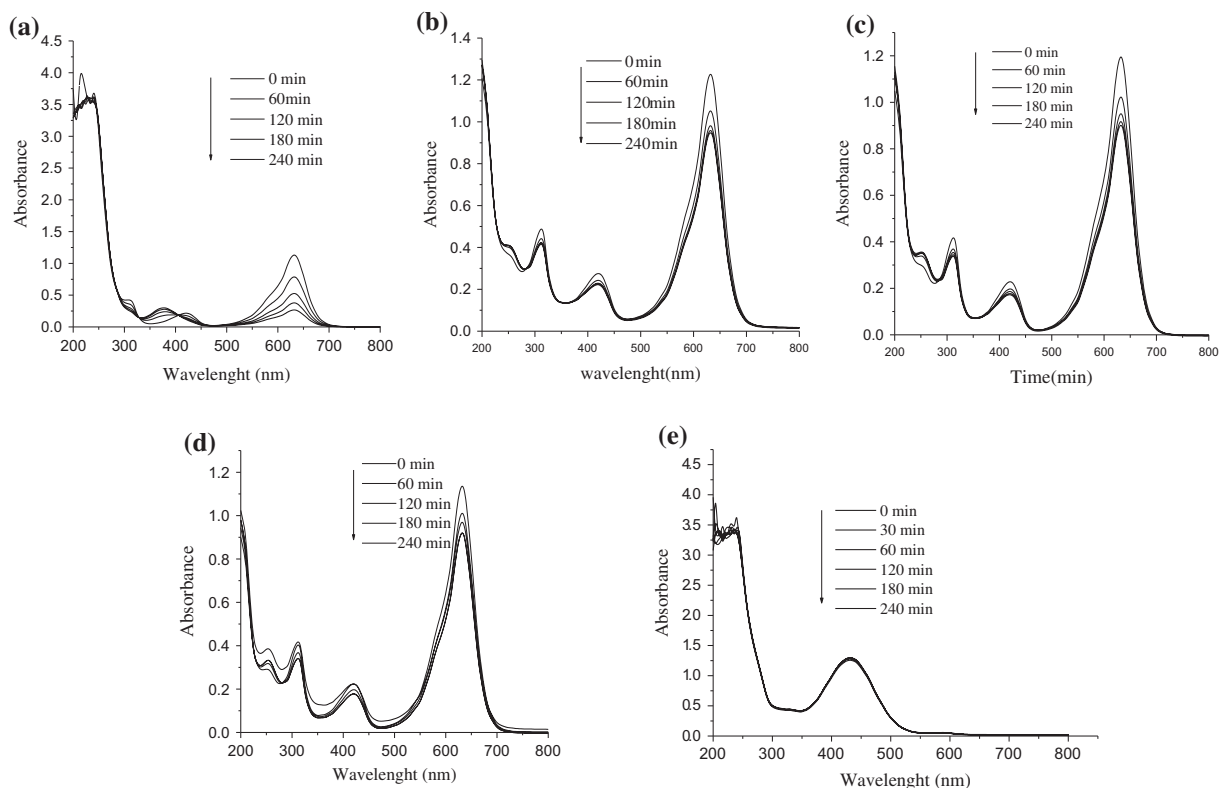 (a)
4.5
4.0
3.5
3.0
2.5
2.0
1.5
1.0
0.5
0.0
Absorbance
0 min
60min
120 min
180 min
240 min
200 300 400 500 600 700 800
Wavelenght (nm)
(b)
1.4
1.2
1.0
0.8
0.6
0.4
0.2
0.0
Absorbance
0min
60min
120min
180min
240min
200 300 400 500 600 700 800
wavelenght(nm)
(c)
1.2
1.0
0.8
0.6
0.4
0.2
0.0
Absorbance
0 min
60 min
120 min
180 min
240 min
200 300 400 500 600 700 800
Time(min)
(d)
1.2
1.0
0.8
0.6
0.4
0.2
0.0
Absorbance
0 min
60 min
120 min
180 min
240 min
200 300 400 500 600 700 800
Wavelenght (nm)
(e)
4.5
4.0
3.5
3.0
2.5
2.0
1.5
1.0
0.5
0.0
Absorbance
0 min
30 min
60 min
120 min
180 min
240 min
200 300 400 500 600 700 800
Wavelenght (nm)